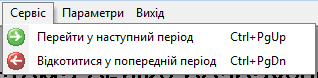 Сервіс Параметри Вихід
Перейти у наступний період Ctrl+PgUp
Відкотитися у попередній період Ctrl+PgDn